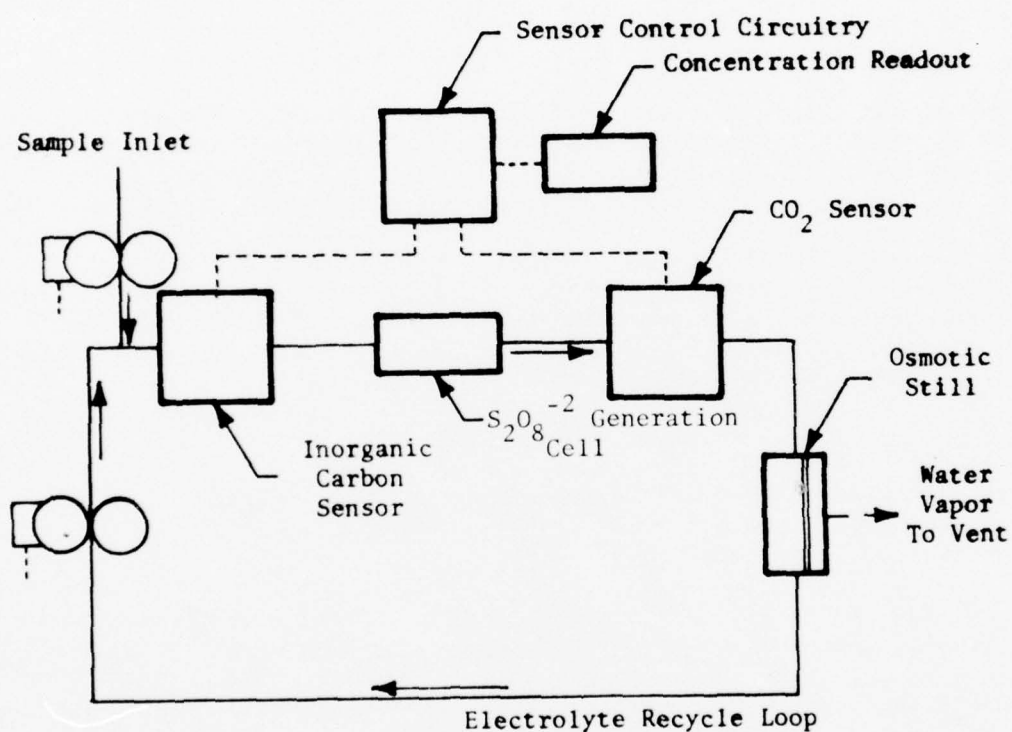 Sensor Control Circuitry
Concentration Readout
Sample Inlet
CO₂ Sensor
Osmotic
Still
S₂O₈⁻² Generation
Cell
Inorganic
Carbon
Sensor
Water
Vapor
To Vent
Electrolyte Recycle Loop